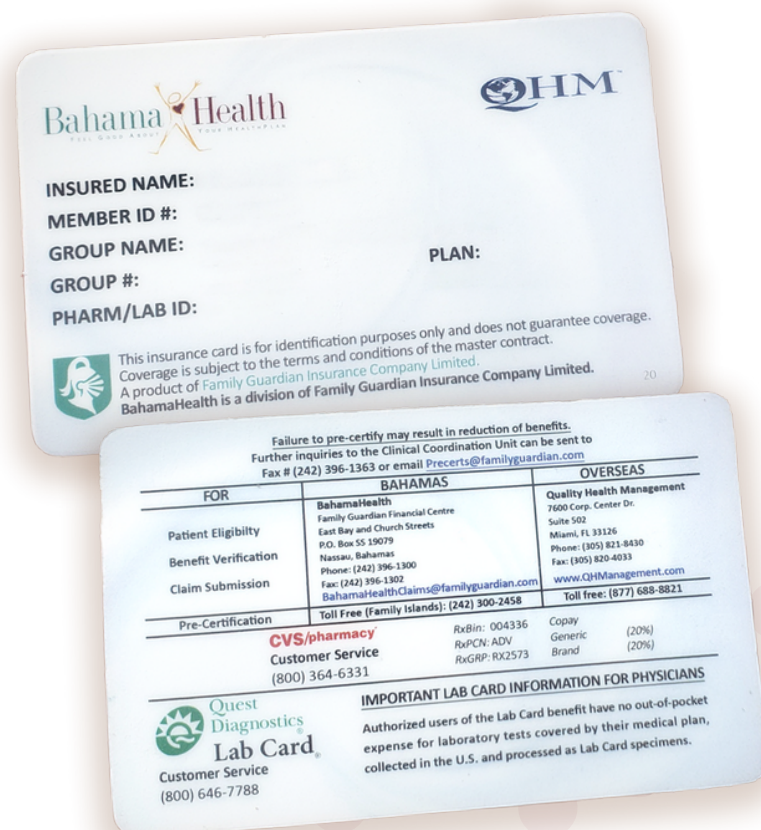 Bahama Health
FEEL GOOD ABOUT YOUR HEALTHPLAN
QHM™
INSURED NAME:
MEMBER ID #:
GROUP NAME:
PLAN:
GROUP #:
PHARM/LAB ID:
This insurance card is for identification purposes only and does not guarantee coverage.
Coverage is subject to the terms and conditions of the master contract.
A product of Family Guardian Insurance Company Limited.
BahamaHealth is a division of Family Guardian Insurance Company Limited.
20
Failure to pre-certify may result in reduction of benefits.
Further inquiries to the Clinical Coordination Unit can be sent to
Fax # (242) 396-1363 or email Precerts@familyguardian.com
FOR
Patient Eligibilty
Benefit Verification
Claim Submission
BAHAMAS
BahamaHealth
Family Guardian Financial Centre
East Bay and Church Streets
P.O. Box SS 19079
Nassau, Bahamas
Phone: (242) 396-1300
Fax: (242) 396-1302
BahamaHealthClaims@familyguardian.com
OVERSEAS
Quality Health Management
7600 Corp. Center Dr.
Suite 502
Miami, FL 33126
Phone: (305) 821-8430
Fax: (305) 820-4033
www.QHManagement.com
Pre-Certification
Toll Free (Family Islands): (242) 300-2458
Toll free: (877) 688-8821
CVS/pharmacy
Customer Service
(800) 364-6331
RxBin: 004336
RxPCN: ADV
RxGRP: RX2573
Copay
Generic (20%)
Brand (20%)
Quest
Diagnostics
Lab Card®
Customer Service
(800) 646-7788
IMPORTANT LAB CARD INFORMATION FOR PHYSICIANS
Authorized users of the Lab Card benefit have no out-of-pocket
expense for laboratory tests covered by their medical plan,
collected in the U.S. and processed as Lab Card specimens.